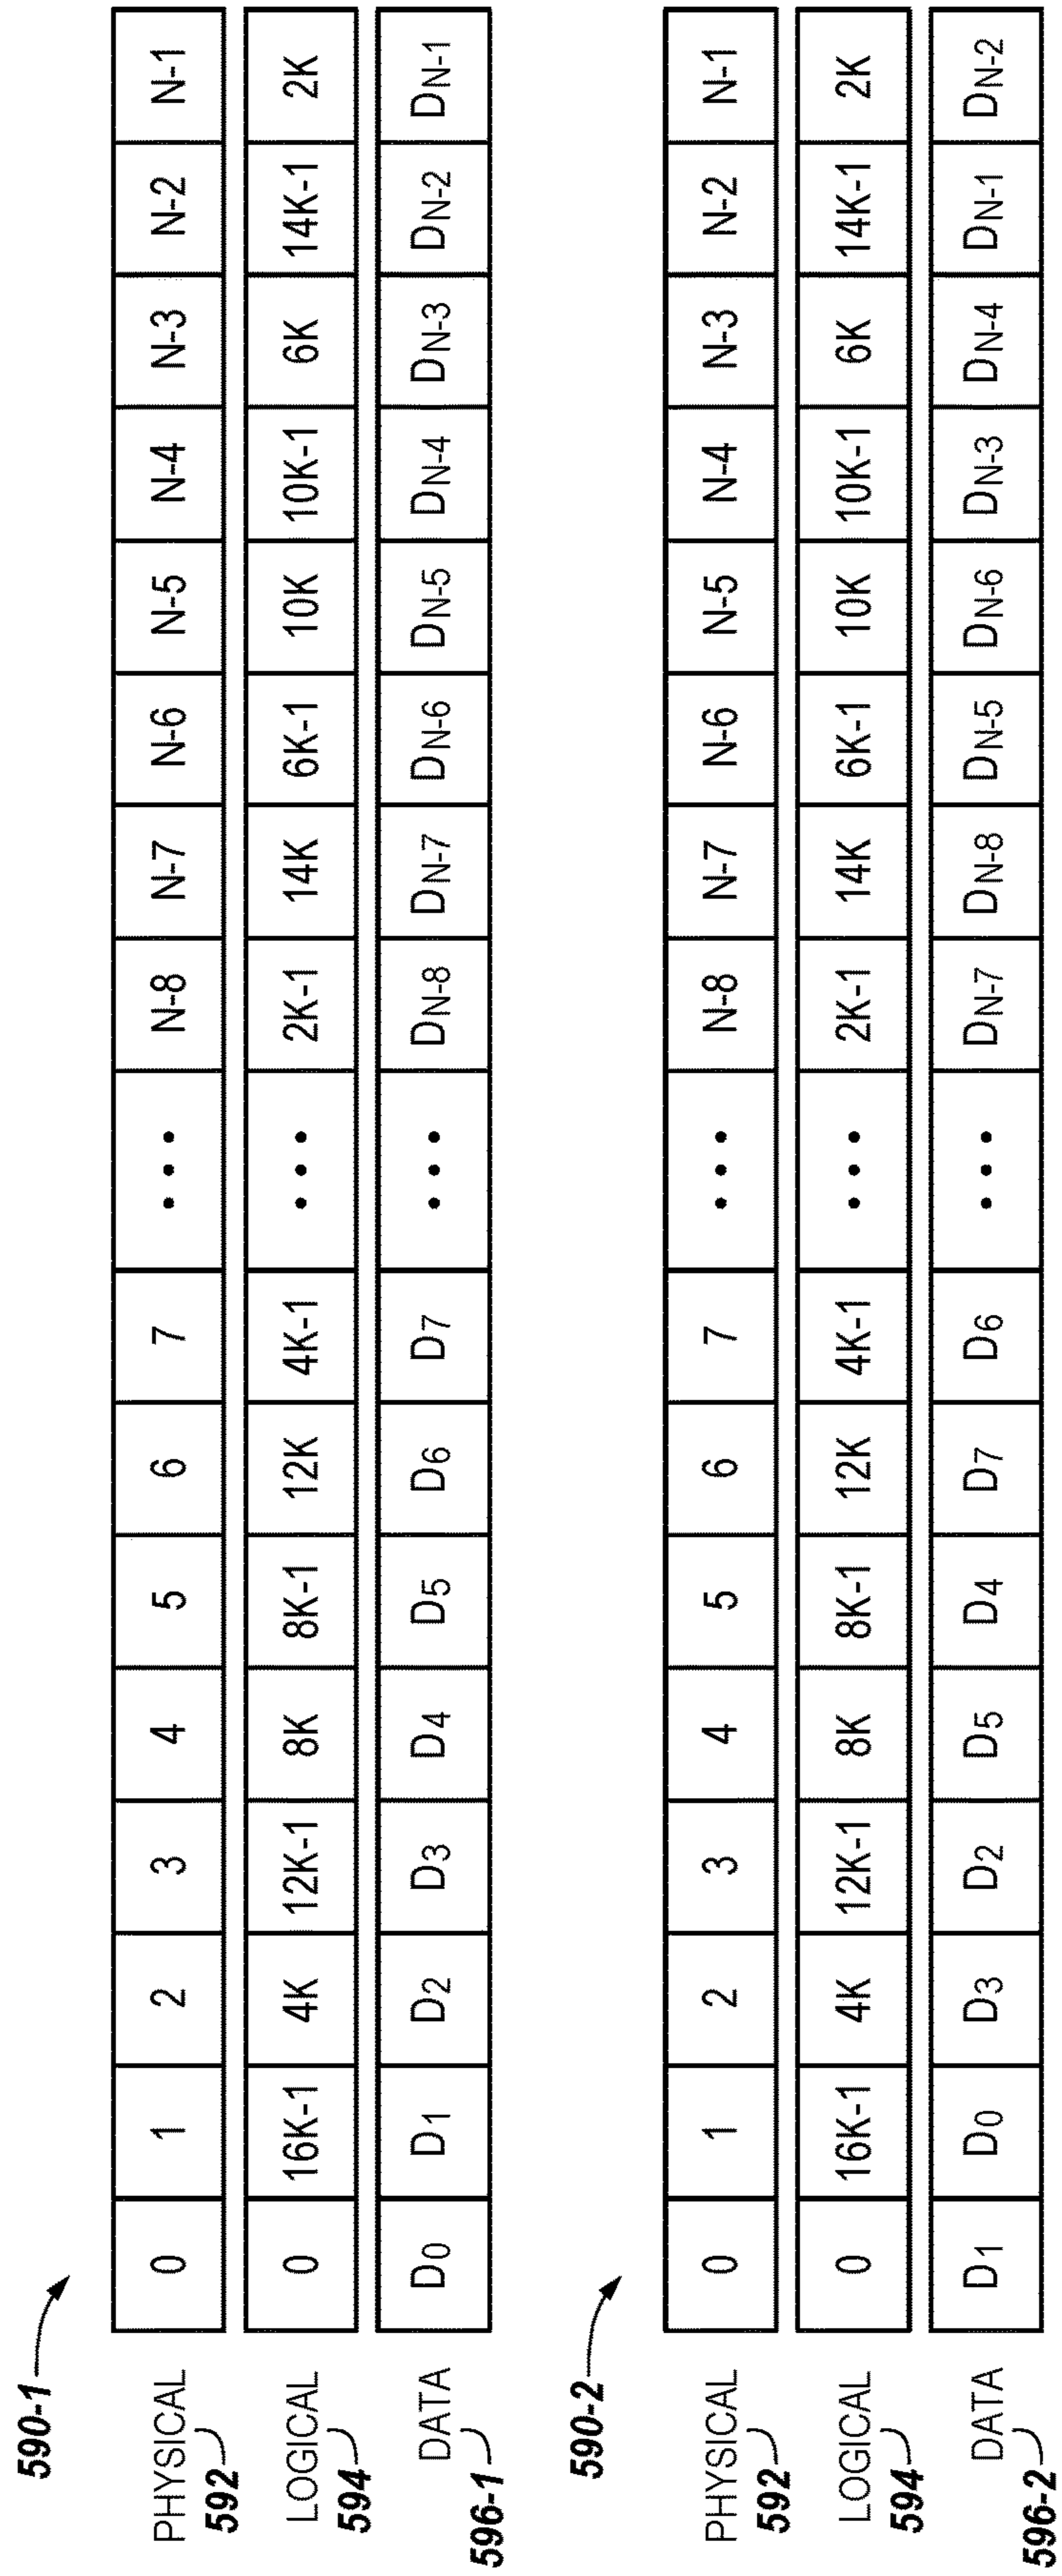 590-1
PHYSICAL 592 0 1 2 3 4 5 6 7 • • • N-8 N-7 N-6 N-5 N-4 N-3 N-2 N-1
LOGICAL 594 0 16K-1 4K 12K-1 8K 8K-1 12K 4K-1 • • • 2K-1 14K 6K-1 10K 10K-1 6K 14K-1 2K
DATA 596-1 D0 D1 D2 D3 D4 D5 D6 D7 • • • DN-8 DN-7 DN-6 DN-5 DN-4 DN-3 DN-2 DN-1
590-2
PHYSICAL 592 0 1 2 3 4 5 6 7 • • • N-8 N-7 N-6 N-5 N-4 N-3 N-2 N-1
LOGICAL 594 0 16K-1 4K 12K-1 8K 8K-1 12K 4K-1 • • • 2K-1 14K 6K-1 10K 10K-1 6K 14K-1 2K
DATA 596-2 D1 D0 D3 D2 D5 D4 D7 D6 • • • DN-7 DN-8 DN-5 DN-6 DN-3 DN-4 DN-1 DN-2